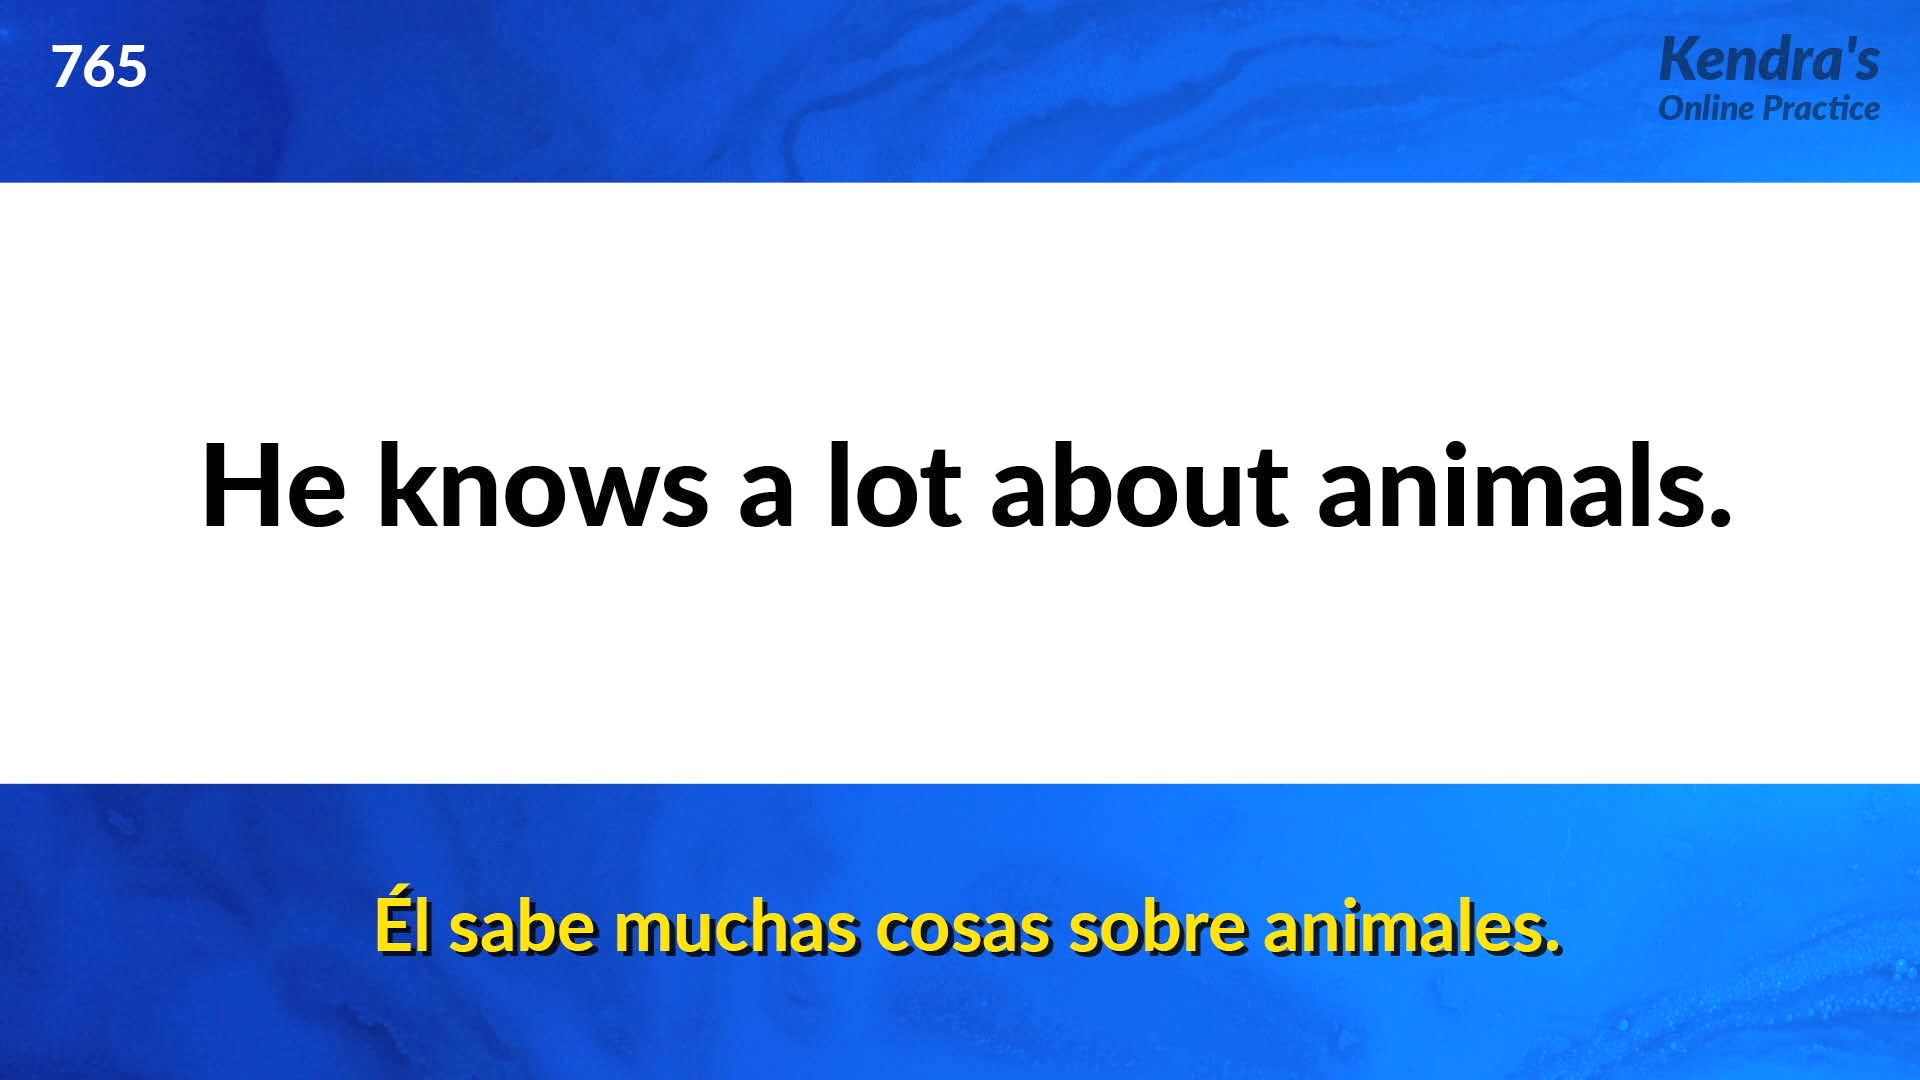 765
Kendra's
Online Practice
He knows a lot about animals.
Él sabe muchas cosas sobre animales.